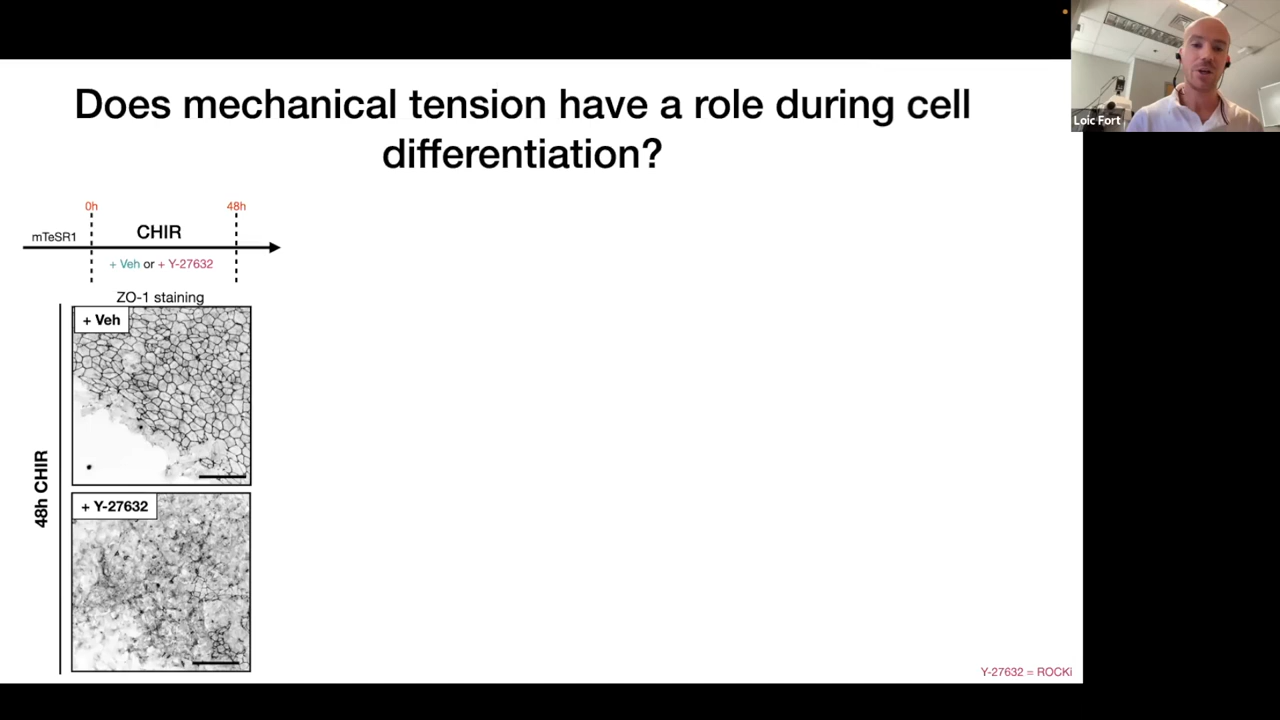 Loic Fort
Does mechanical tension have a role during cell
differentiation?
0h
48h
mTeSR1
CHIR
+ Veh or + Y-27632
ZO-1 staining
+ Veh
+ Y-27632
48h CHIR
Y-27632 = ROCKi